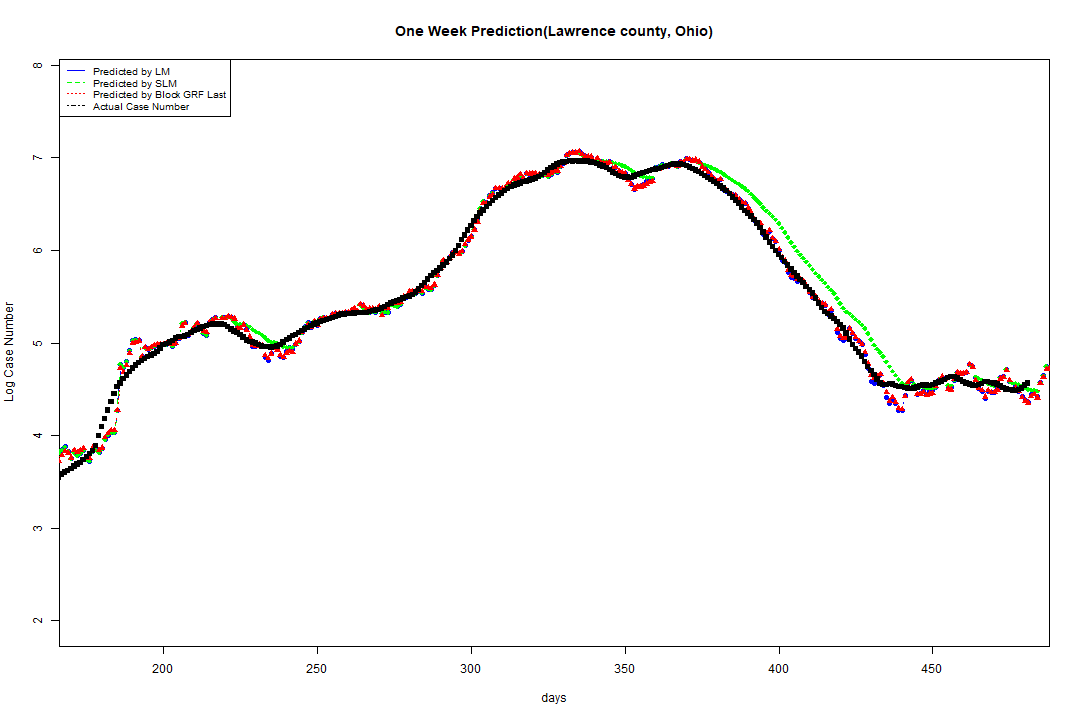 One Week Prediction(Lawrence county, Ohio)
Predicted by LM
Predicted by SLM
Predicted by Block GRF Last
Actual Case Number
8
7
6
5
4
3
2
Log Case Number
200 250 300 350 400 450
days